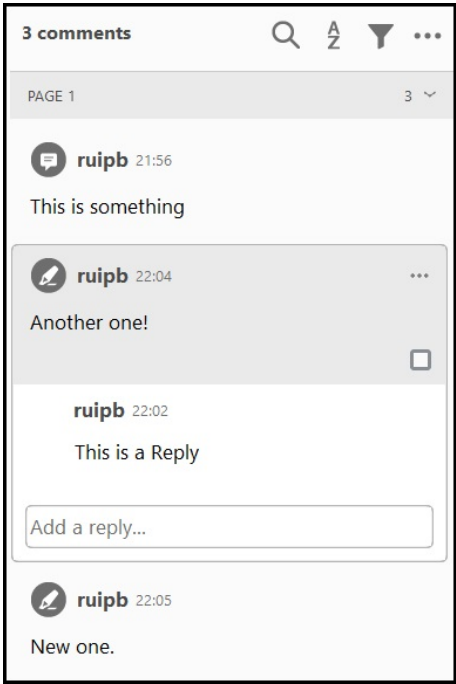 3 comments
A
Z
PAGE 1 3
ruipb 21:56
This is something
ruipb 22:04
Another one!
ruipb 22:02
This is a Reply
Add a reply...
ruipb 22:05
New one.